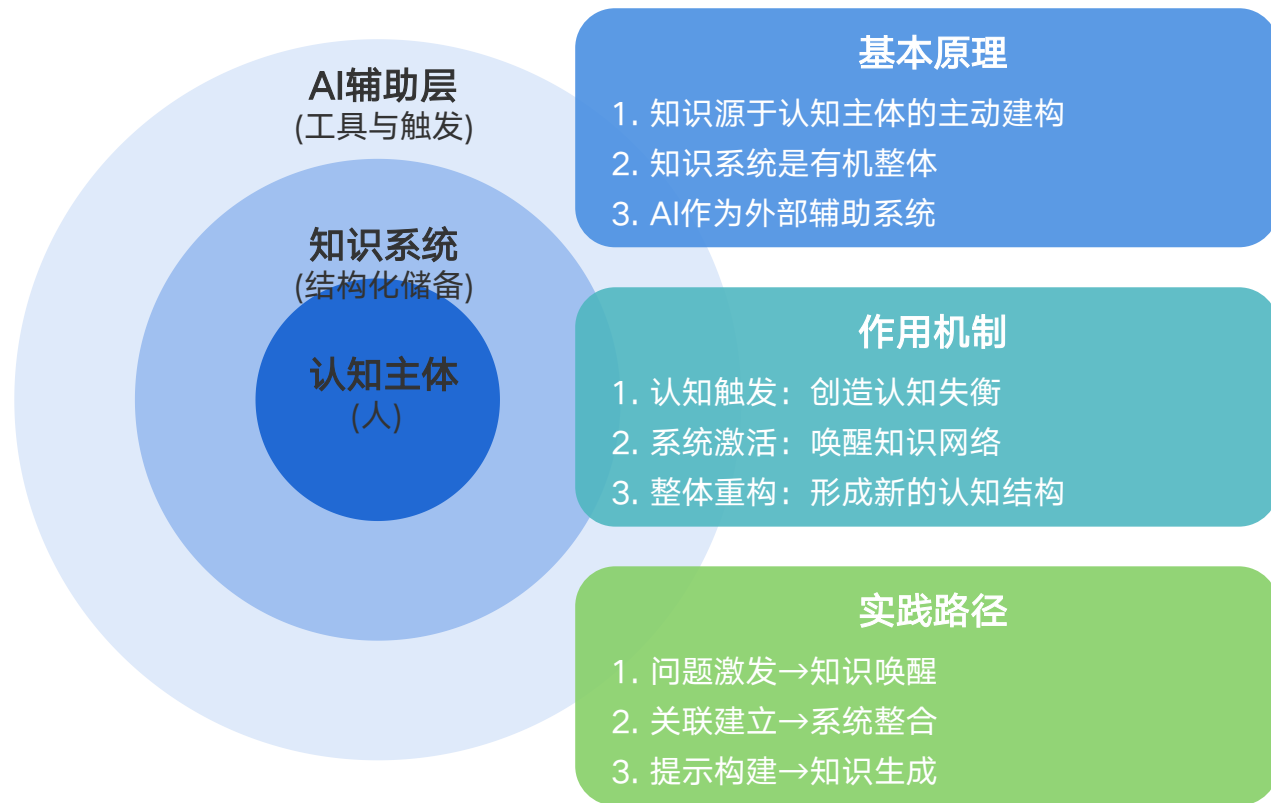 AI辅助层
(工具与触发)
知识系统
(结构化储备)
认知主体
(人)
基本原理
1. 知识源于认知主体的主动建构
2. 知识系统是有机整体
3. AI作为外部辅助系统
作用机制
1. 认知触发：创造认知失衡
2. 系统激活：唤醒知识网络
3. 整体重构：形成新的认知结构
实践路径
1. 问题激发→知识唤醒
2. 关联建立→系统整合
3. 提示构建→知识生成